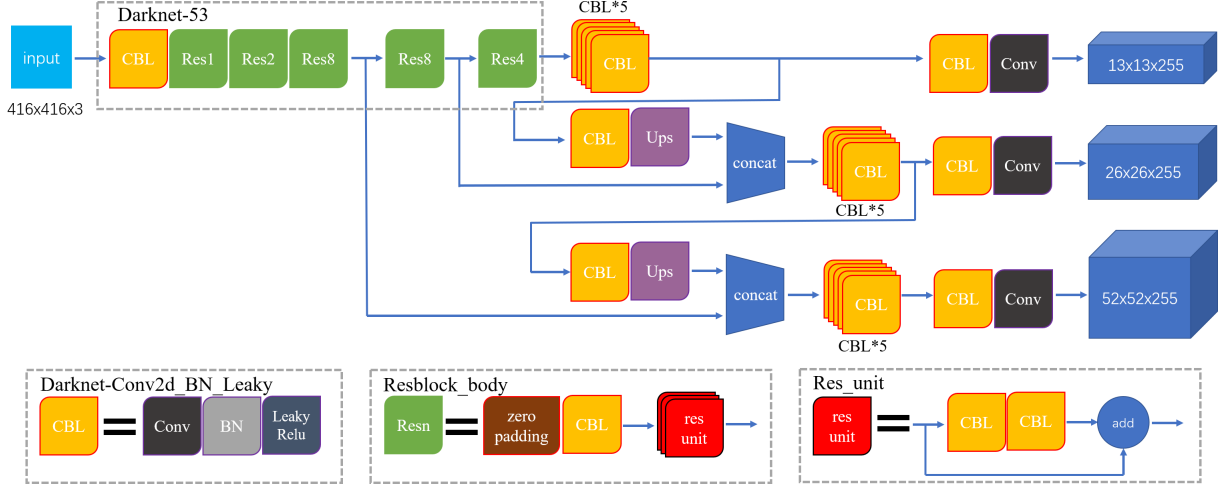 Darknet-53
CBL*5
input
CBL
Res1
Res2
Res8
Res8
Res4
CBL
CBL
Conv
13x13x255
416x416x3
CBL
Ups
concat
CBL
CBL*5
CBL
Conv
26x26x255
CBL
Ups
concat
CBL
CBL*5
CBL
Conv
52x52x255
Darknet-Conv2d_BN_Leaky
CBL
Conv
BN
Leaky
Relu
Resblock_body
Resn
zero
padding
CBL
res
unit
Res_unit
res
unit
CBL
CBL
add